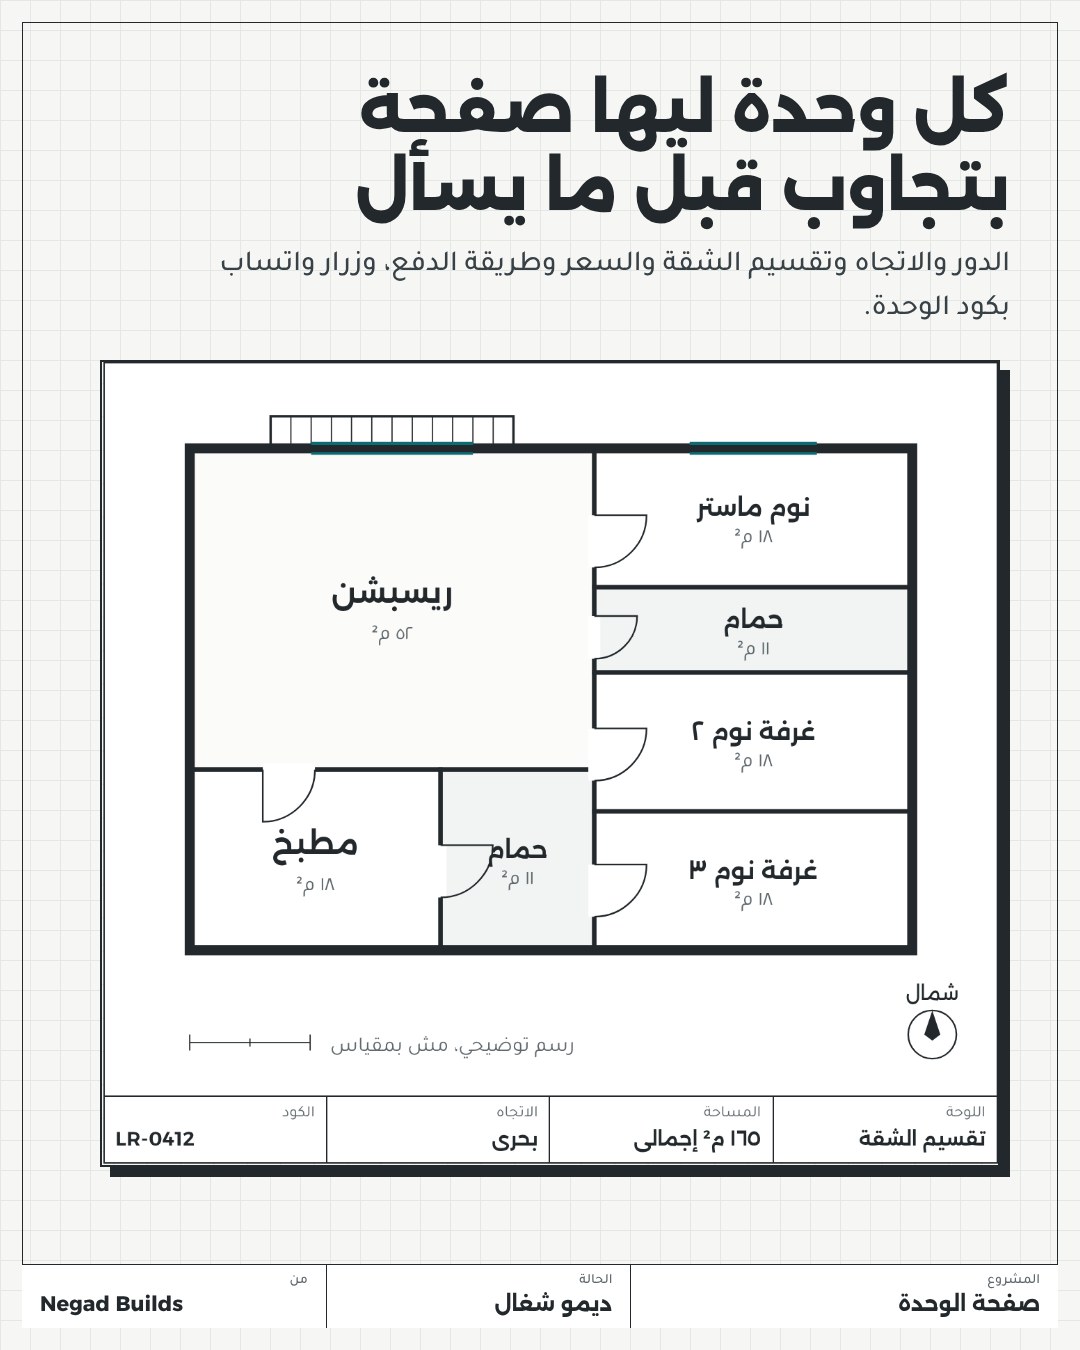 كل وحدة ليها صفحة
بتجاوب قبل ما يسأل
الدور والاتجاه وتقسيم الشقة والسعر وطريقة الدفع، وزرار واتساب
بكود الوحدة.
نوم ماستر
١٨ م²
ريسبشن
٥٢ م²
حمام
١١ م²
غرفة نوم ٢
١٨ م²
غرفة نوم ٣
١٨ م²
حمام
١١ م²
مطبخ
١٨ م²
شمال
رسم توضيحي، مش بمقياس
اللوحة
تقسيم الشقة
المساحة
١٦٥ م² إجمالى
الاتجاه
بحرى
الكود
LR-0412
المشروع
صفحة الوحدة
الحالة
ديمو شغال
من
Negad Builds